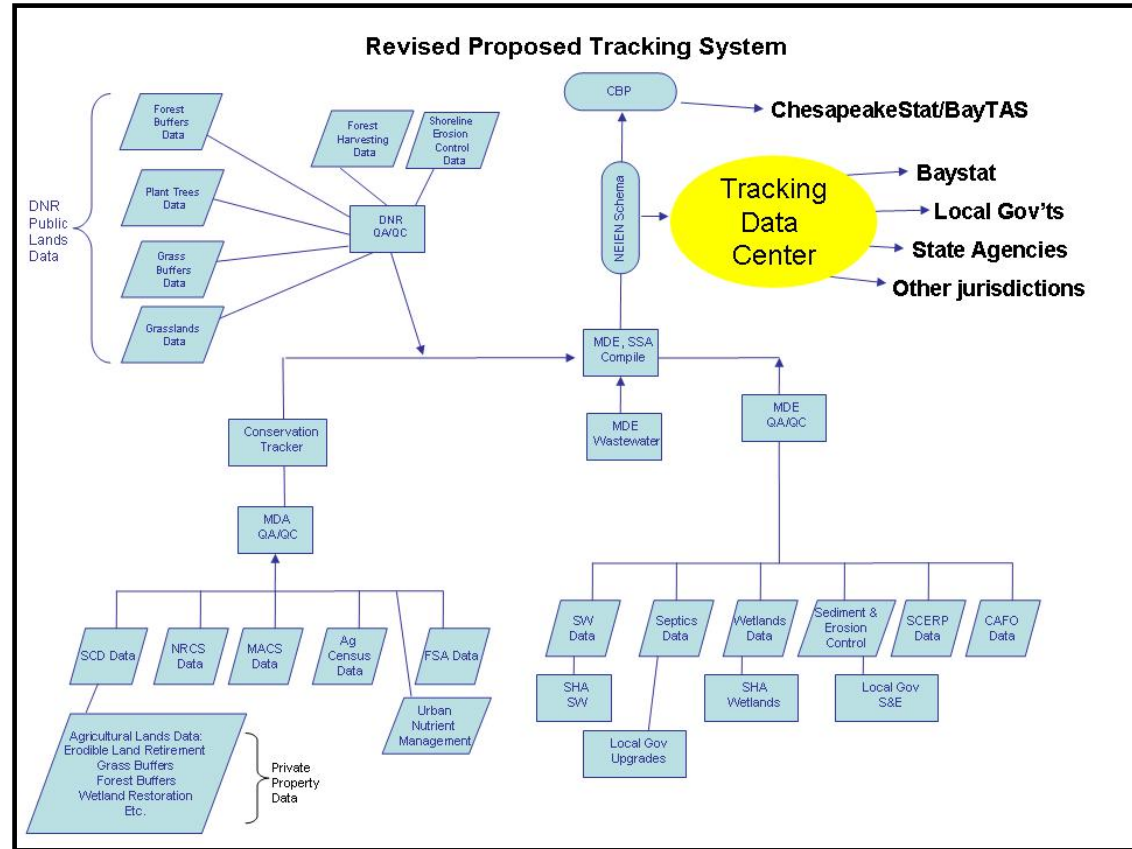 Revised Proposed Tracking System
CBP
ChesapeakeStat/BayTAS
Forest
Buffers
Data
Forest
Harvesting
Data
Shoreline
Erosion
Control
Data
DNR
Public
Lands
Data
Plant Trees
Data
DNR
QA/QC
Grass
Buffers
Data
Grasslands
Data
NEIEN Schema
Tracking
Data
Center
Baystat
Local Gov'ts
State Agencies
Other jurisdictions
MDE, SSA
Compile
MDE
Wastewater
MDE
QA/QC
Conservation
Tracker
MDA
QA/QC
SCD Data
NRCS
Data
MACS
Data
Ag
Census
Data
FSA Data
Urban
Nutrient
Management
Agricultural Lands Data:
Erodible Land Retirement
Grass Buffers
Forest Buffers
Wetland Restoration
Etc.
Private
Property
Data
SW
Data
Septics
Data
Wetlands
Data
Sediment &
Erosion
Control
SCERP
Data
CAFO
Data
SHA
SW
Local Gov
Upgrades
SHA
Wetlands
Local Gov
S&E